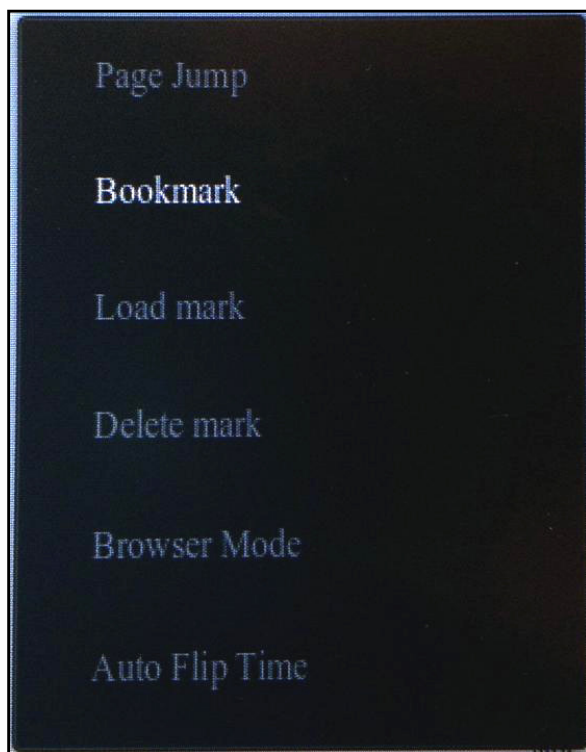 Page Jump
Bookmark
Load mark
Delete mark
Browser Mode
Auto Flip Time